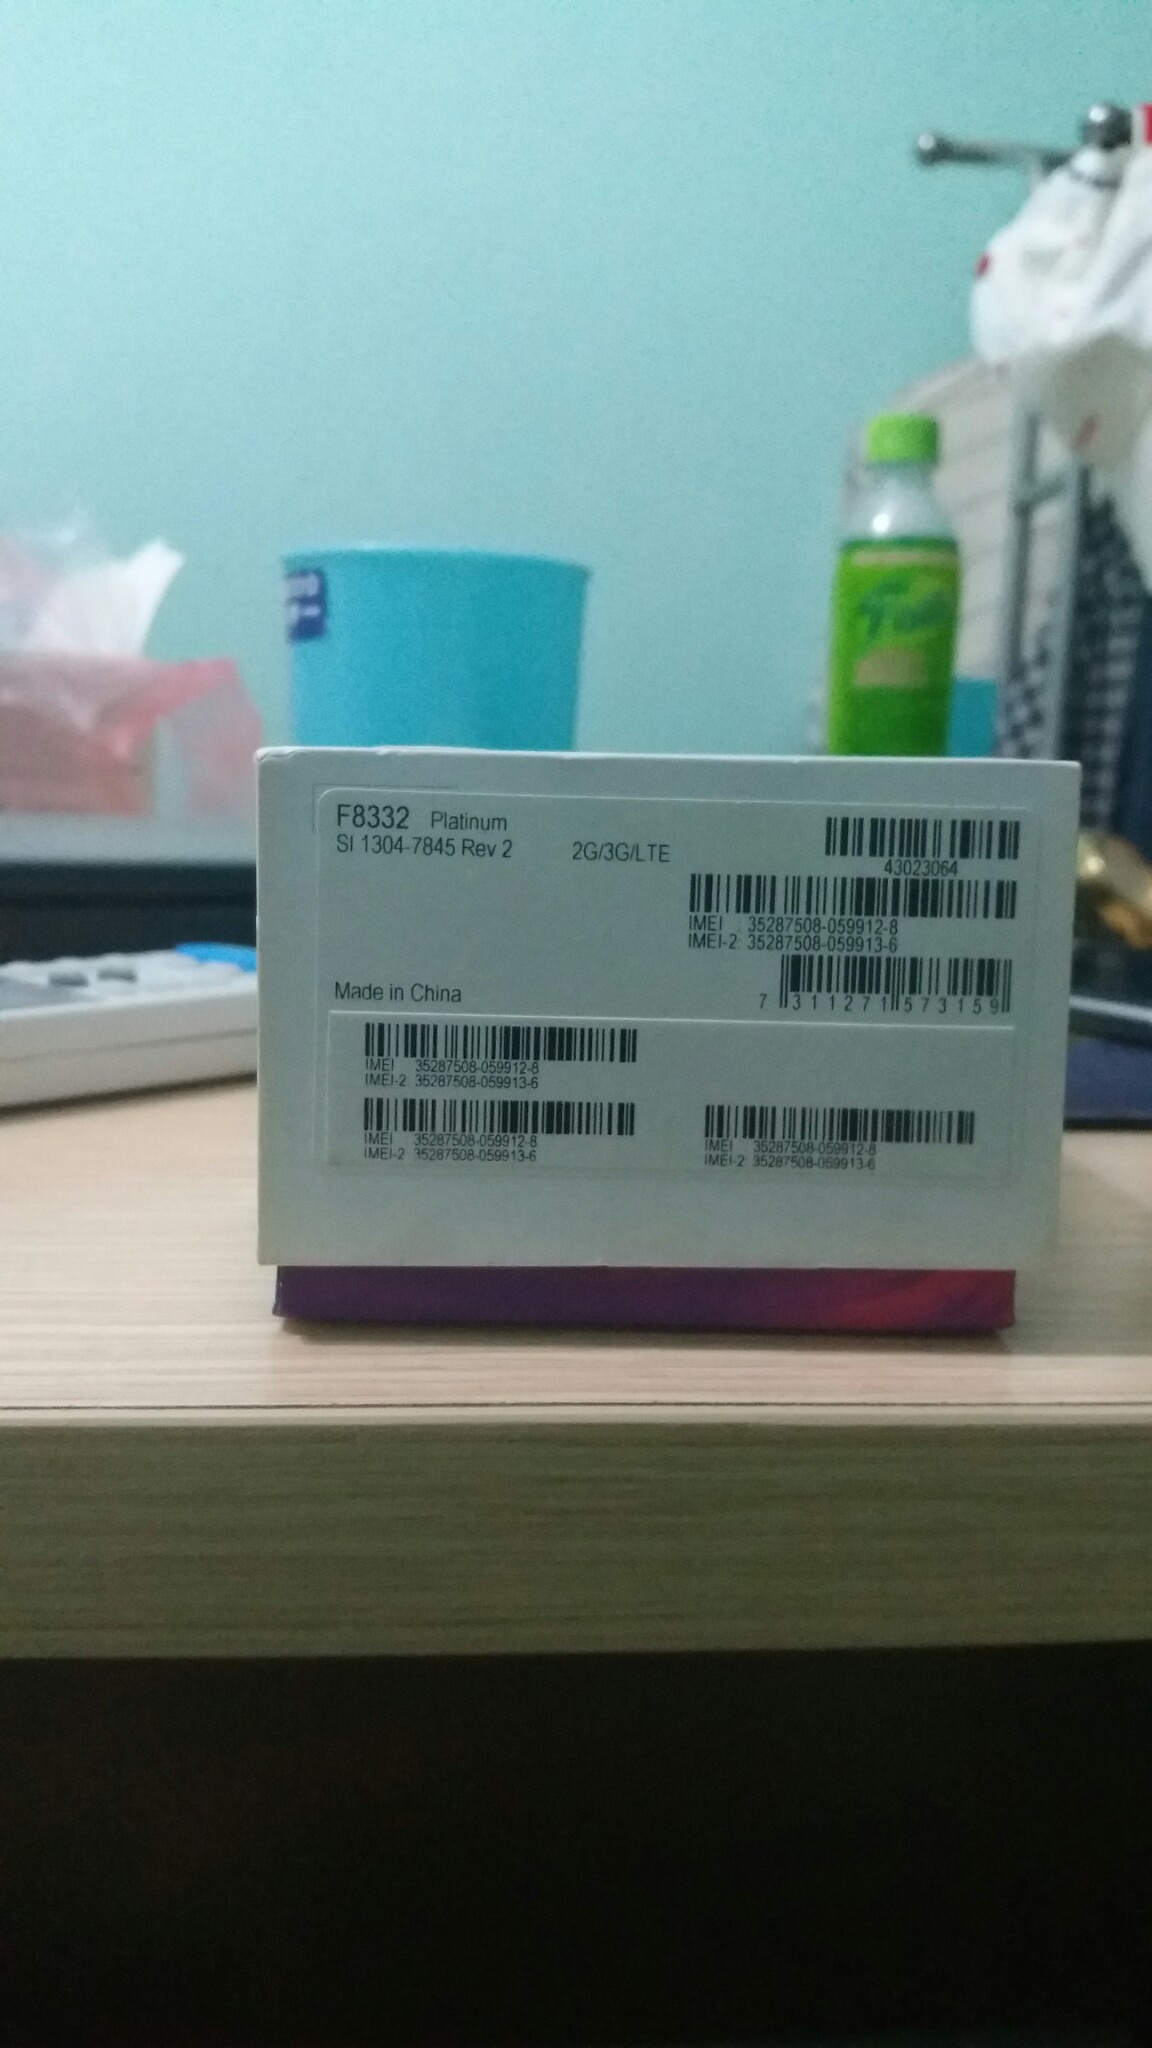 F8332 Platinum
SI 1304-7845 Rev 2 2G/3G/LTE
43023064
IMEI : 35287508-059912-8
IMEI-2: 35287508-059913-6
7 311271 573159
Made in China
IMEI 35287508-059912-8
IMEI-2: 35287508-059913-6
IMEI 35287508-059912-8
IMEI-2 35287508-059913-6
IMEI 35287508-059912-8
IMEI-2: 35287508-059913-6